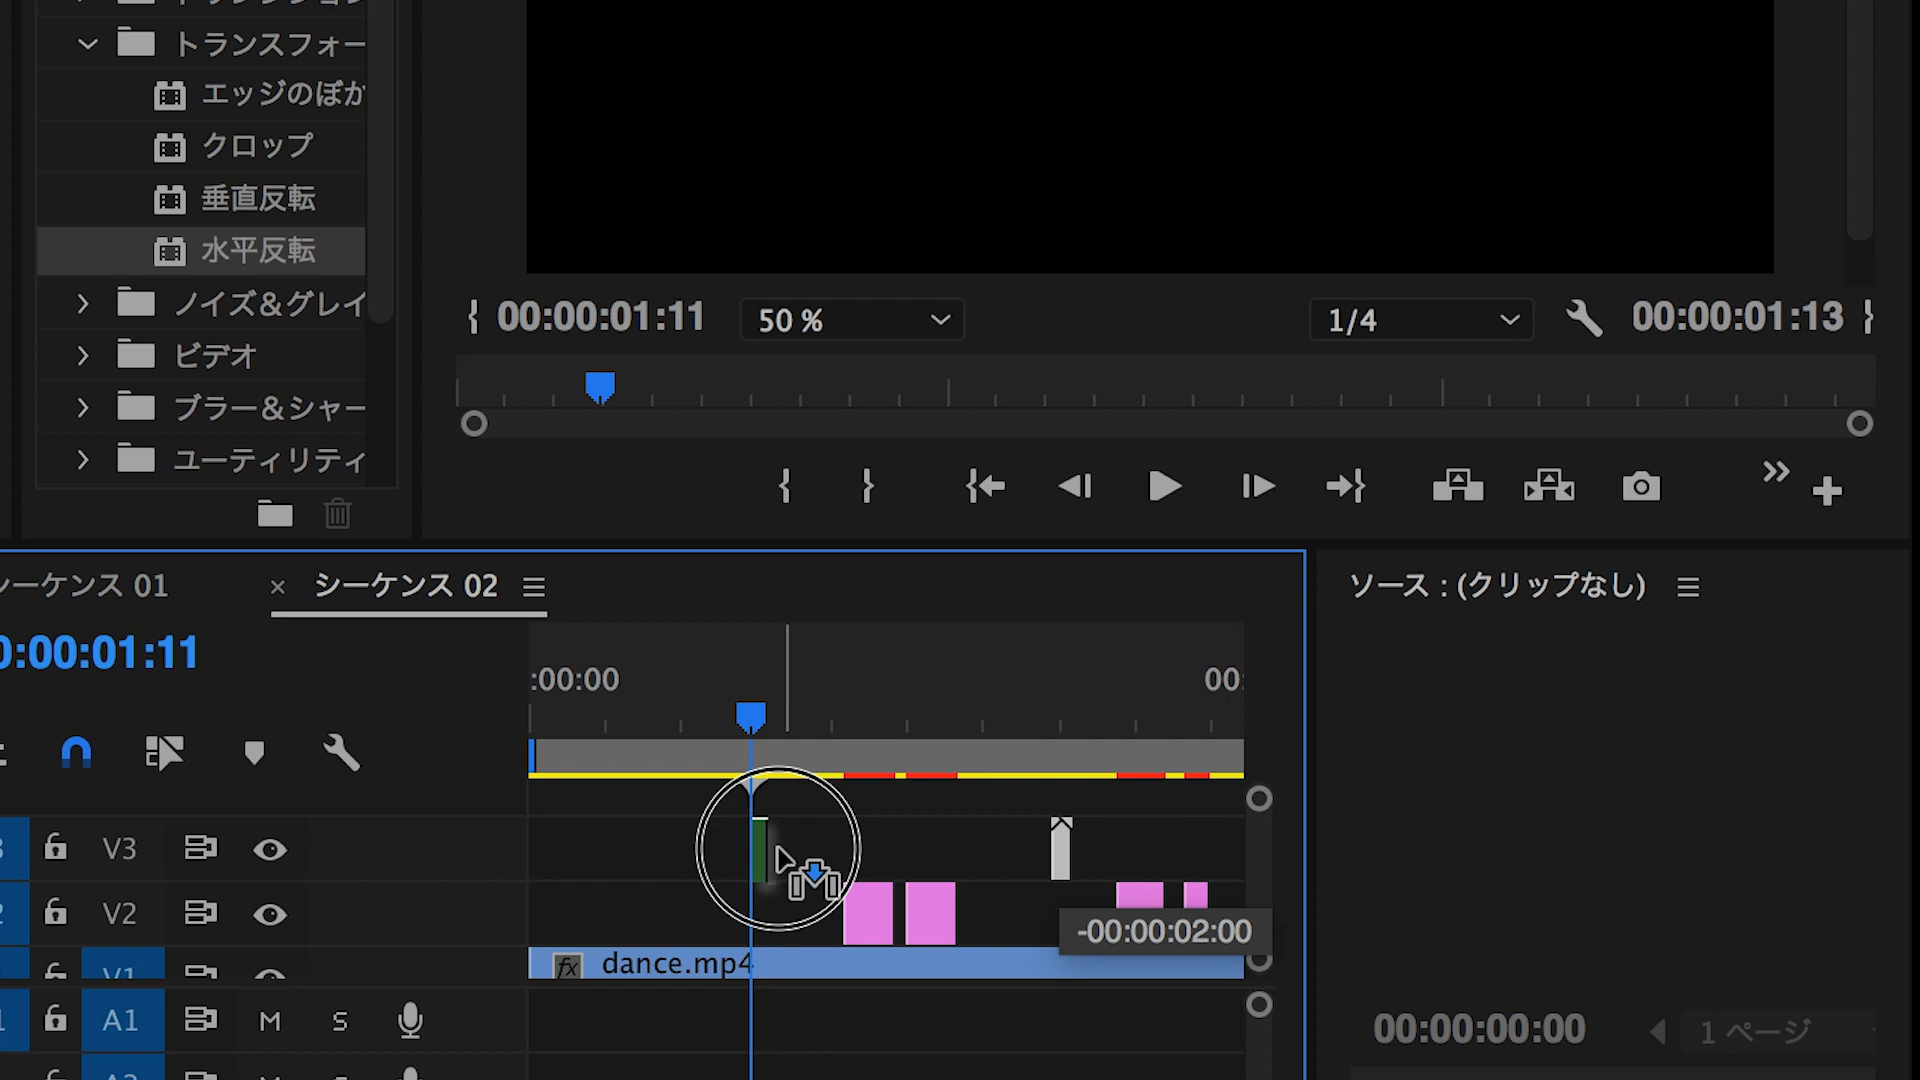 トランスフォー
エッジのぼか
クロップ
垂直反転
水平反転
ノイズ&グレイ
ビデオ
ブラー&シャー
ユーティリティ
00:00:01:11
50 %
1/4
00:00:01:13
シーケンス 01
× シーケンス 02
ソース : (クリップなし)
0:00:01:11
:00:00
00:
V3
V2
-00:00:02:00
V1
fx dance.mp4
A1 M S
00:00:00:00
1 ページ